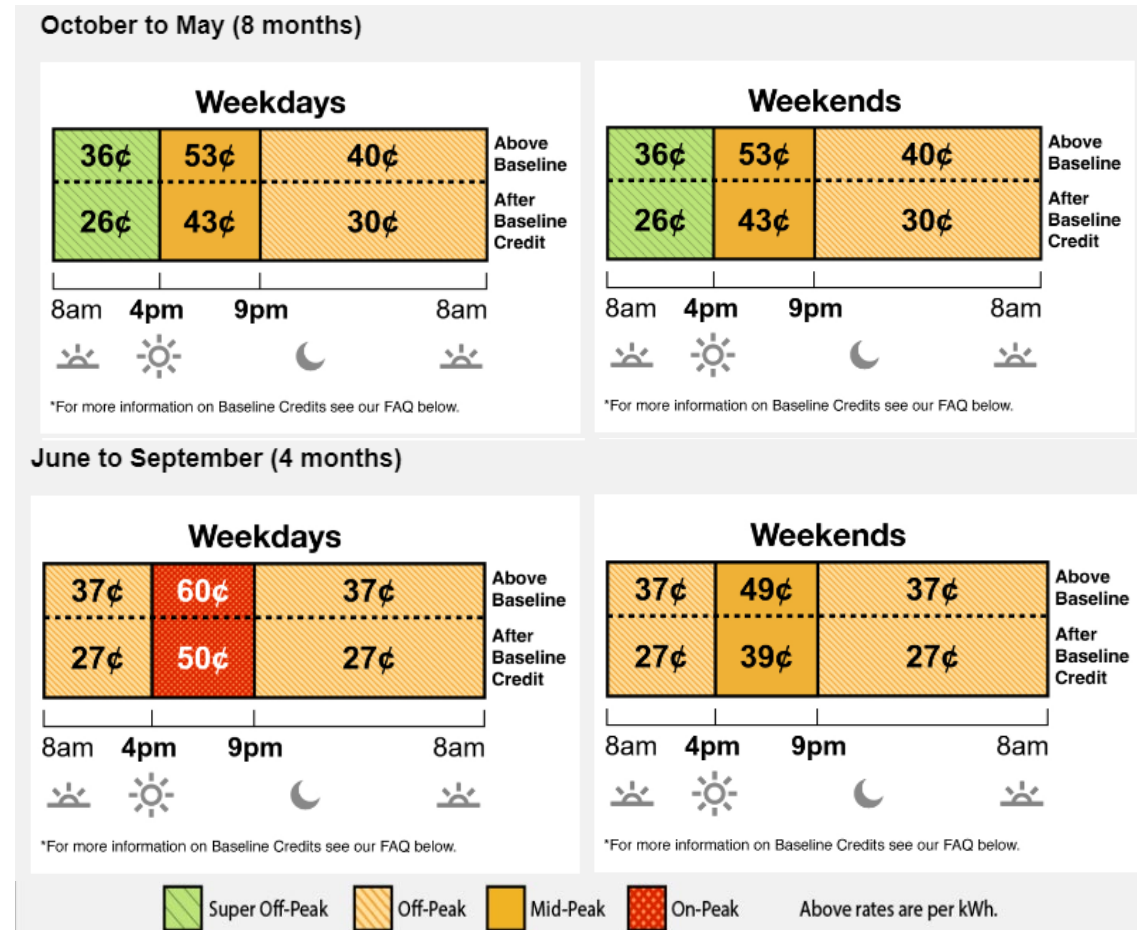 October to May (8 months)
Weekdays
36¢ 53¢ 40¢
Above
Baseline
26¢ 43¢ 30¢
After
Baseline
Credit
8am 4pm 9pm 8am
*For more information on Baseline Credits see our FAQ below.
Weekends
36¢ 53¢ 40¢
Above
Baseline
26¢ 43¢ 30¢
After
Baseline
Credit
8am 4pm 9pm 8am
*For more information on Baseline Credits see our FAQ below.
June to September (4 months)
Weekdays
37¢ 60¢ 37¢
Above
Baseline
27¢ 50¢ 27¢
After
Baseline
Credit
8am 4pm 9pm 8am
*For more information on Baseline Credits see our FAQ below.
Weekends
37¢ 49¢ 37¢
Above
Baseline
27¢ 39¢ 27¢
After
Baseline
Credit
8am 4pm 9pm 8am
*For more information on Baseline Credits see our FAQ below.
Super Off-Peak Off-Peak Mid-Peak On-Peak Above rates are per kWh.